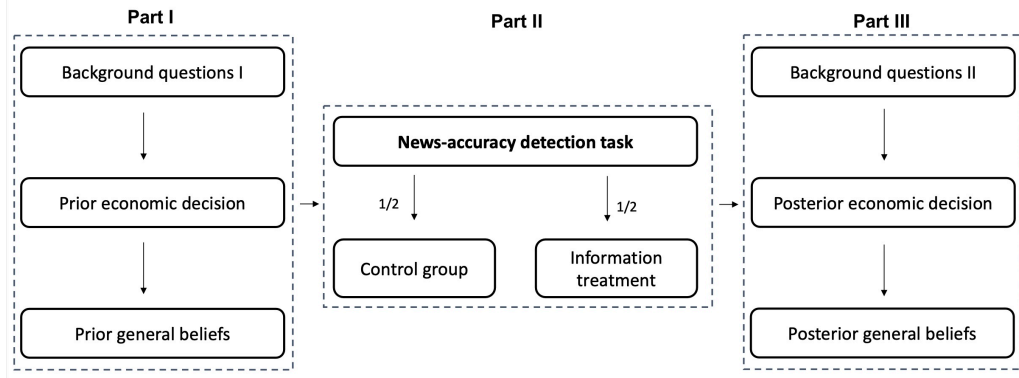 Part I
Background questions I
Prior economic decision
Prior general beliefs
Part II
News-accuracy detection task
1/2
1/2
Control group
Information
treatment
Part III
Background questions II
Posterior economic decision
Posterior general beliefs